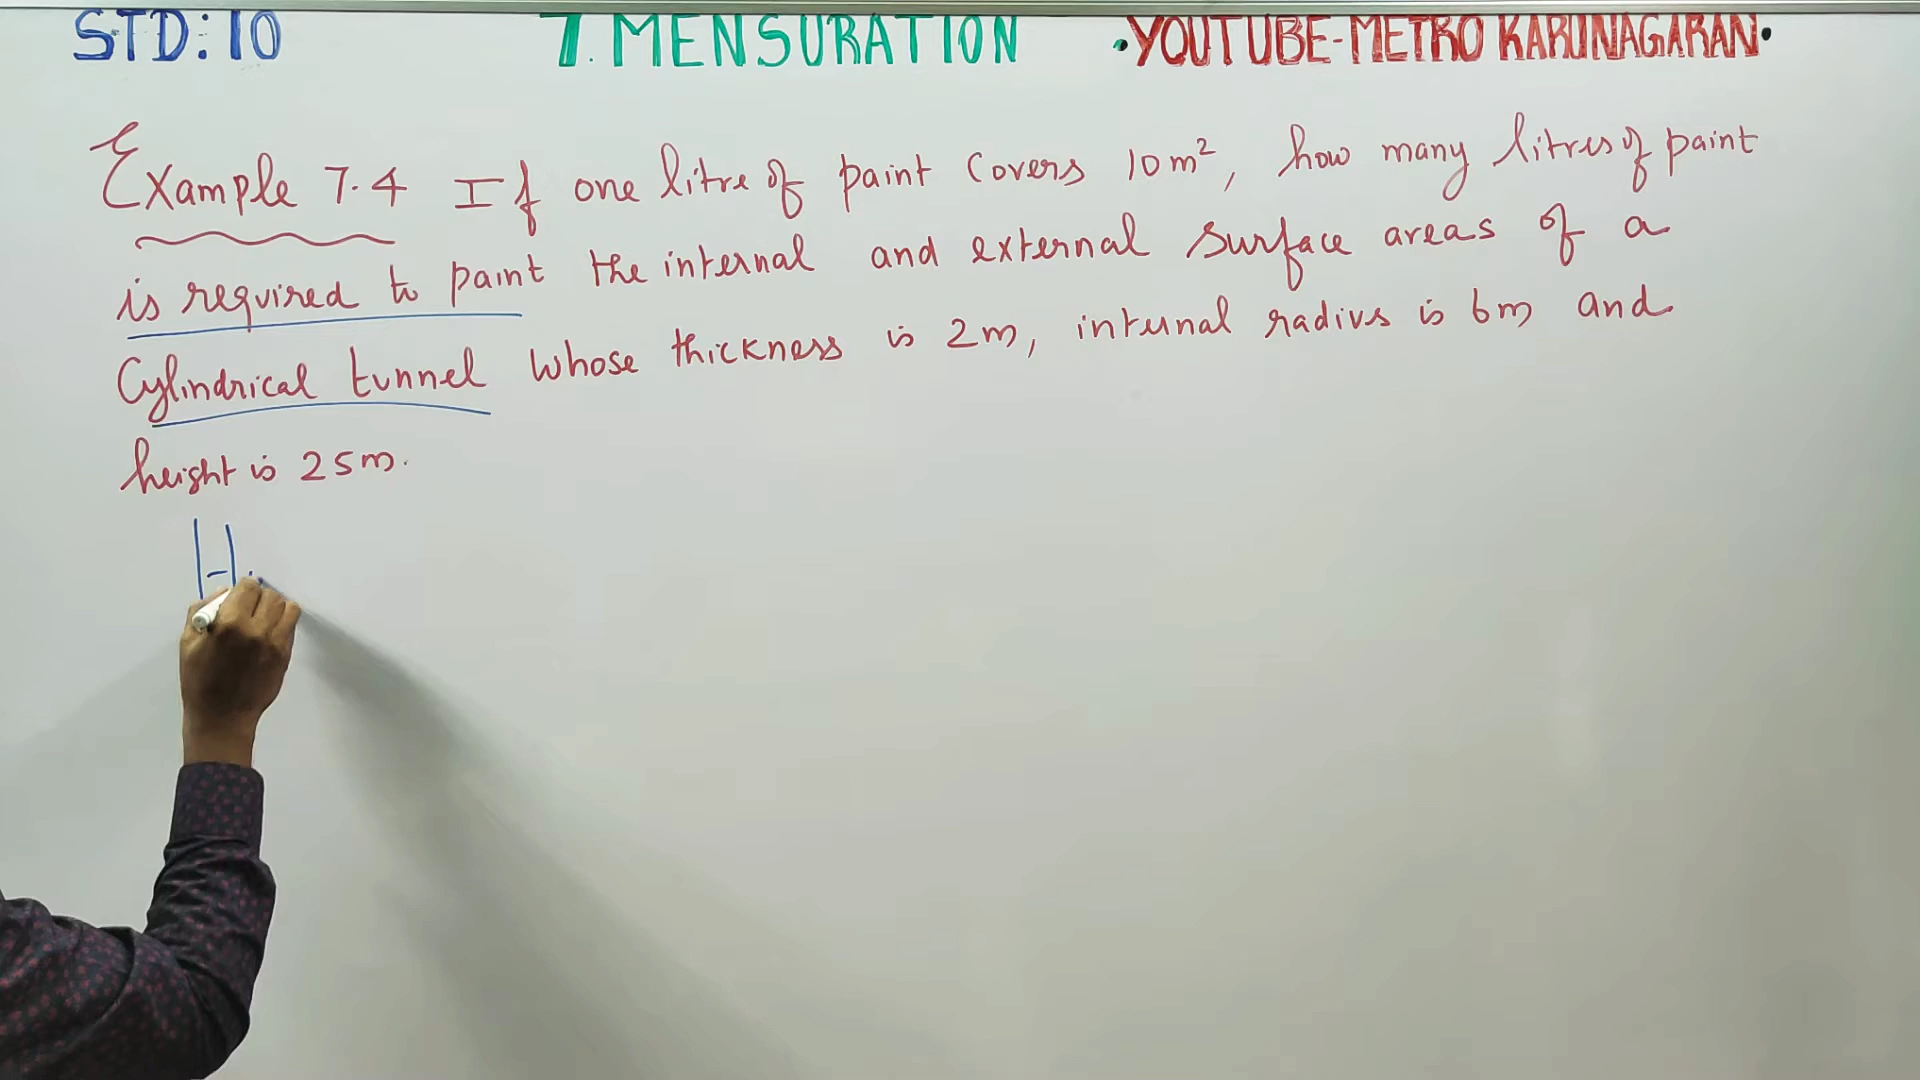 STD: 10 7. MENSURATION •YOUTUBE-METRO KARUNAGARAN•
Example 7.4 If one litre of paint covers 10m², how many litres of paint
is required to paint the internal and external surface areas of a
Cylindrical tunnel whose thickness is 2m, internal radius is 6m and
height is 25m.